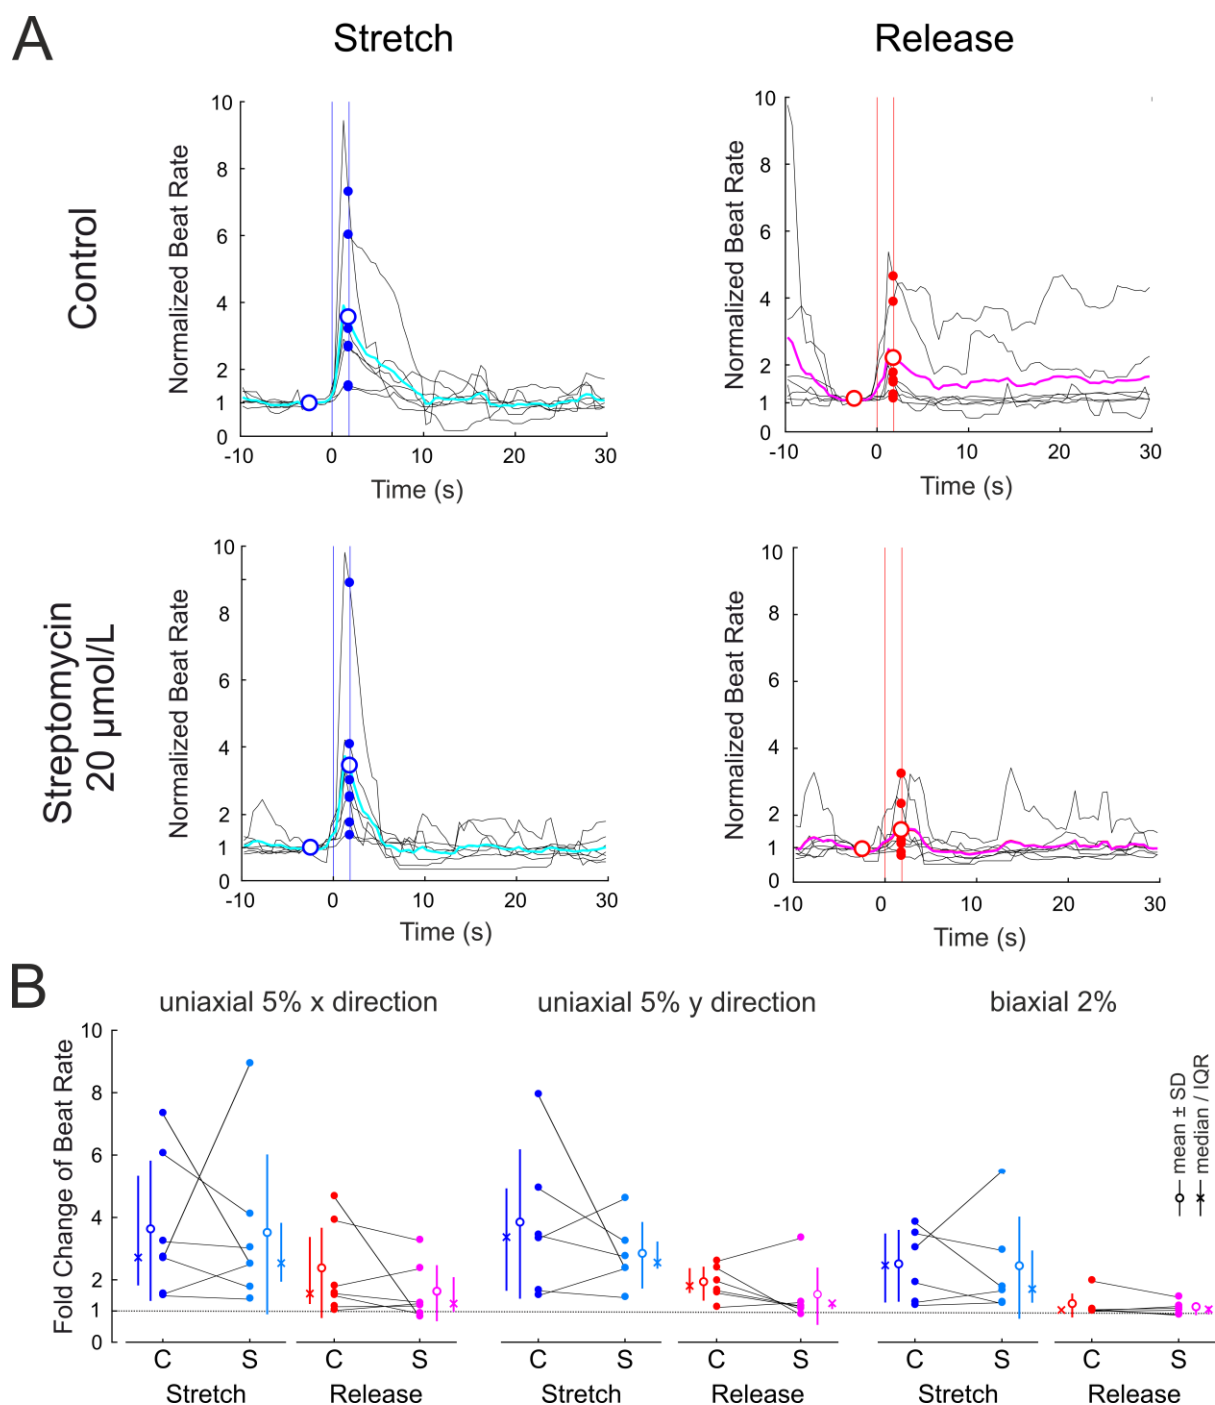 A
Stretch
Release
Control
Normalized Beat Rate
10
8
6
4
2
1
0
-10
0
10
20
30
Time (s)
Normalized Beat Rate
10
8
6
4
2
1
0
-10
0
10
20
30
Time (s)
Streptomycin
20 µmol/L
Normalized Beat Rate
10
8
6
4
2
1
0
-10
0
10
20
30
Time (s)
Normalized Beat Rate
10
8
6
4
2
1
0
-10
0
10
20
30
Time (s)
B
uniaxial 5% x direction
uniaxial 5% y direction
biaxial 2%
Fold Change of Beat Rate
10
8
6
4
2
1
0
mean ± SD
median / IQR
C S C S C S C S C S C S
Stretch Release Stretch Release Stretch Release